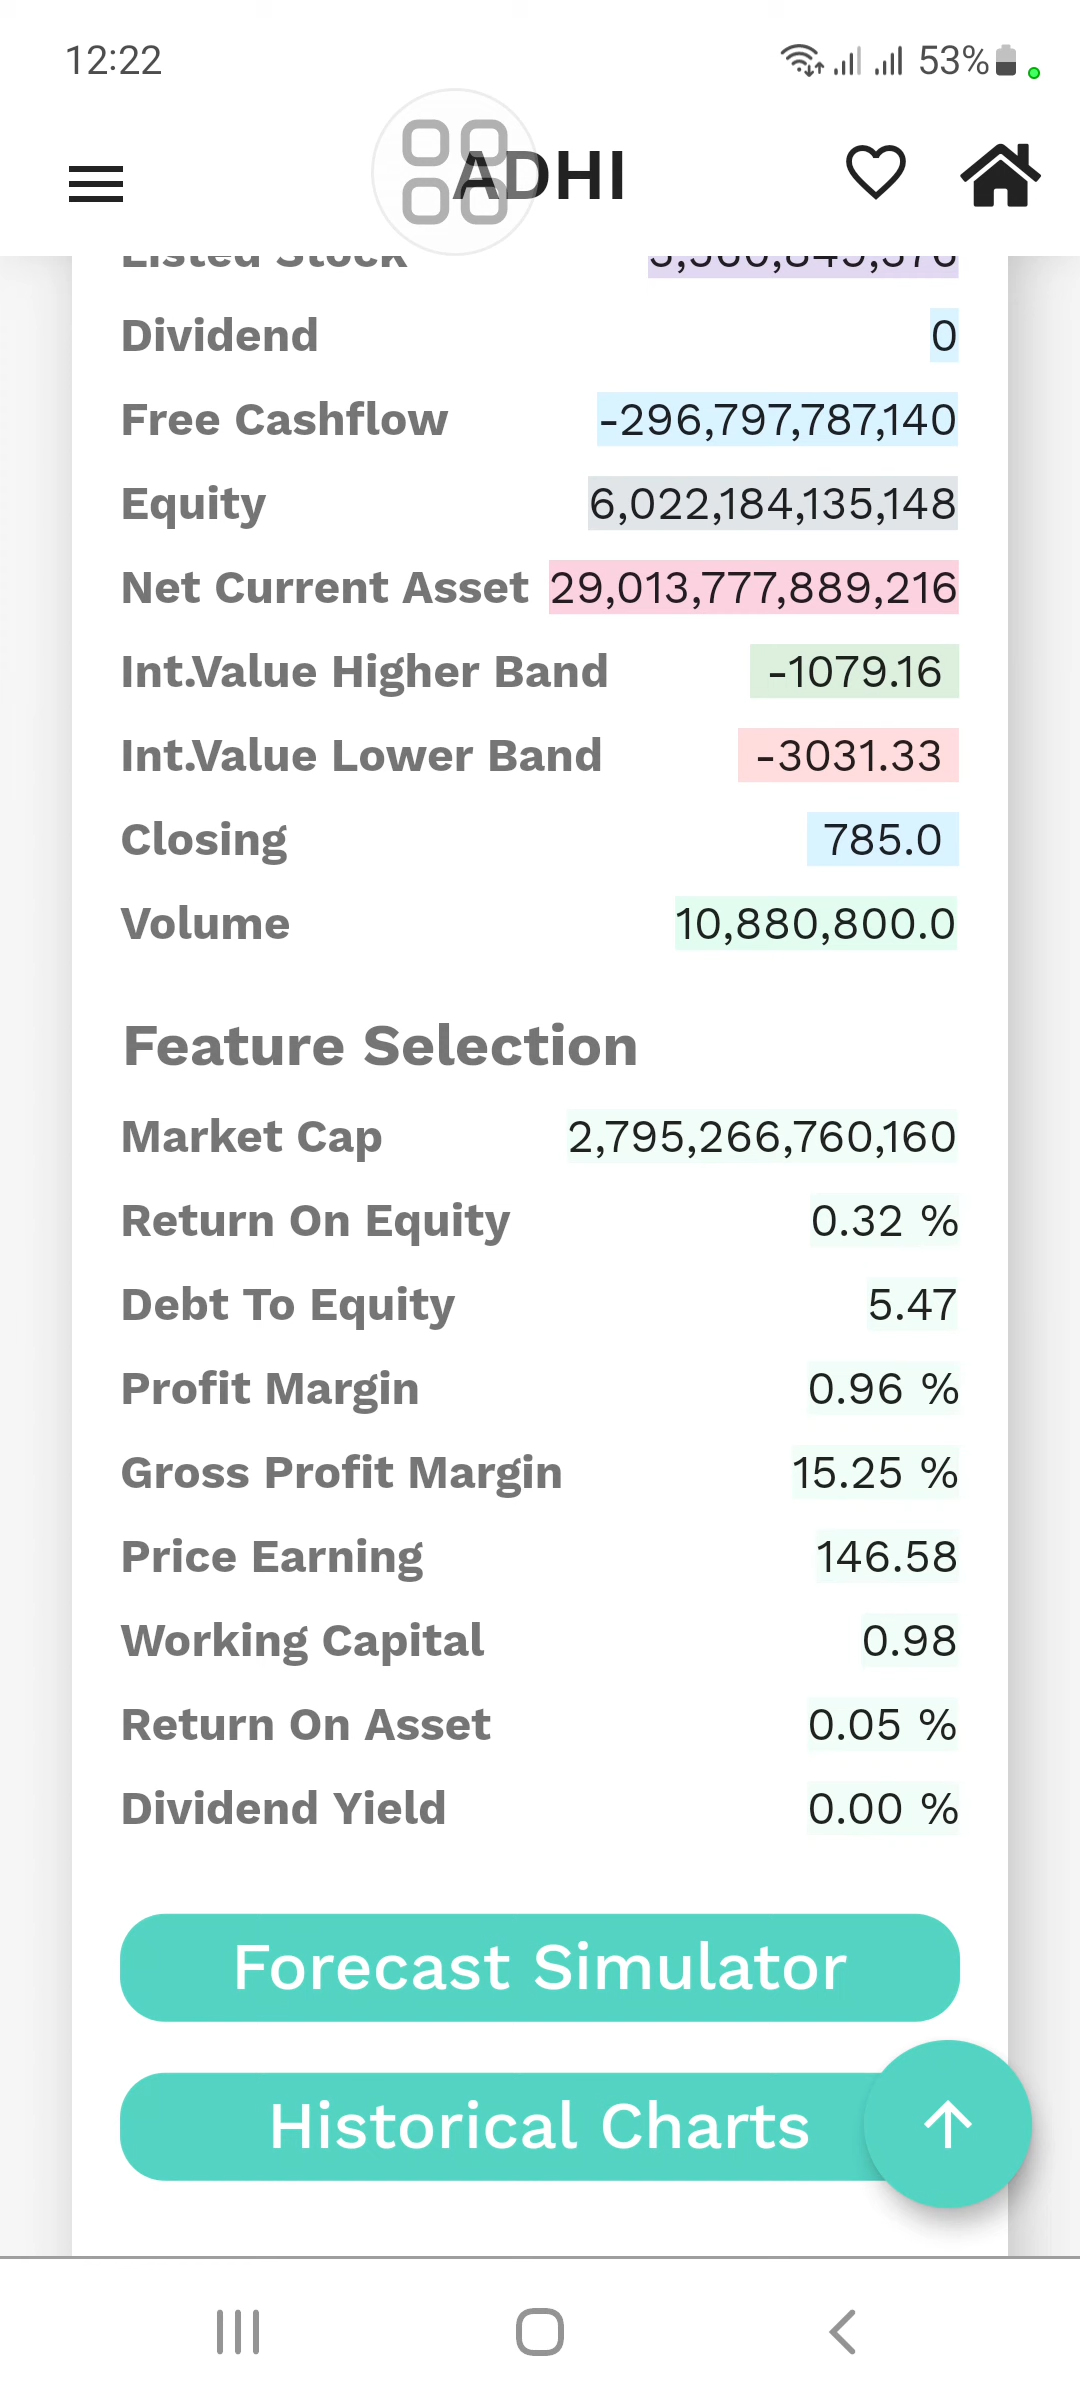 12:22 53%
ADHI
Listed Stock
Dividend 0
Free Cashflow -296,797,787,140
Equity 6,022,184,135,148
Net Current Asset 29,013,777,889,216
Int.Value Higher Band -1079.16
Int.Value Lower Band -3031.33
Closing 785.0
Volume 10,880,800.0
Feature Selection
Market Cap 2,795,266,760,160
Return On Equity 0.32 %
Debt To Equity 5.47
Profit Margin 0.96 %
Gross Profit Margin 15.25 %
Price Earning 146.58
Working Capital 0.98
Return On Asset 0.05 %
Dividend Yield 0.00 %
Forecast Simulator
Historical Charts